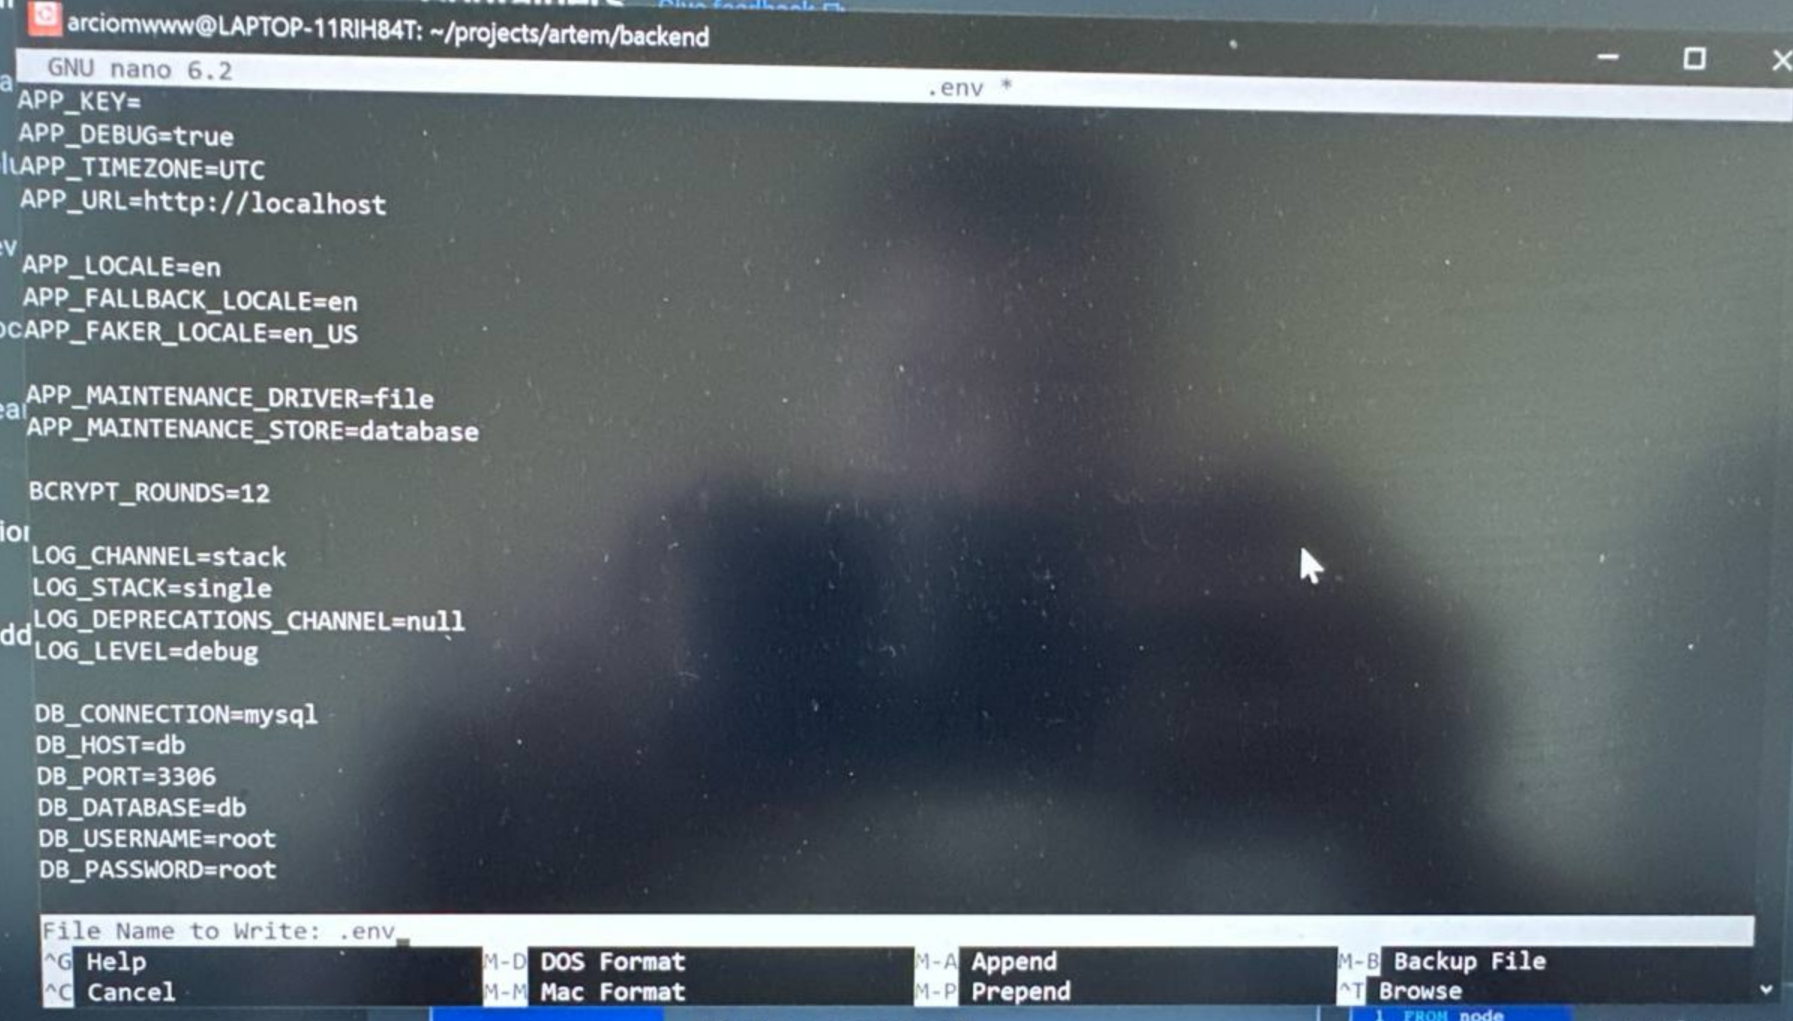 Give feedback
arciomwww@LAPTOP-11RIH84T: ~/projects/artem/backend
GNU nano 6.2
.env *
APP_KEY=
APP_DEBUG=true
APP_TIMEZONE=UTC
APP_URL=http://localhost
APP_LOCALE=en
APP_FALLBACK_LOCALE=en
APP_FAKER_LOCALE=en_US
APP_MAINTENANCE_DRIVER=file
APP_MAINTENANCE_STORE=database
BCRYPT_ROUNDS=12
LOG_CHANNEL=stack
LOG_STACK=single
LOG_DEPRECATIONS_CHANNEL=null
LOG_LEVEL=debug
DB_CONNECTION=mysql
DB_HOST=db
DB_PORT=3306
DB_DATABASE=db
DB_USERNAME=root
DB_PASSWORD=root
File Name to Write: .env
^G Help M-D DOS Format M-A Append M-B Backup File
^C Cancel M-M Mac Format M-P Prepend ^T Browse
1 FROM node